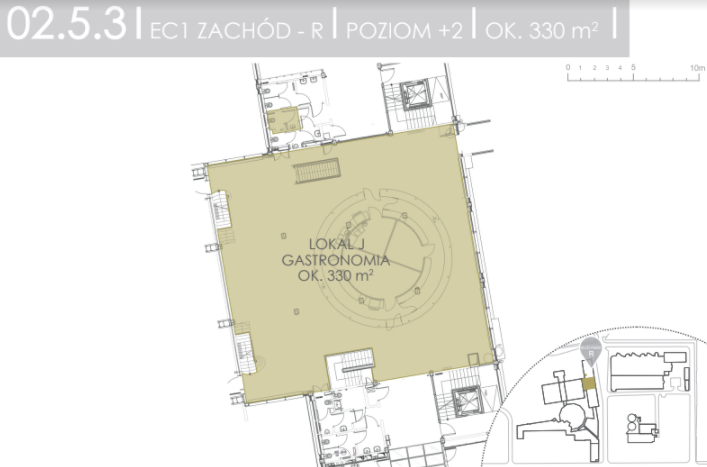 02.5.3 | EC1 ZACHÓD - R | POZIOM +2 | OK. 330 m² |
0 1 2 3 4 5 10m
LOKAL J
GASTRONOMIA
OK. 330 m²
R